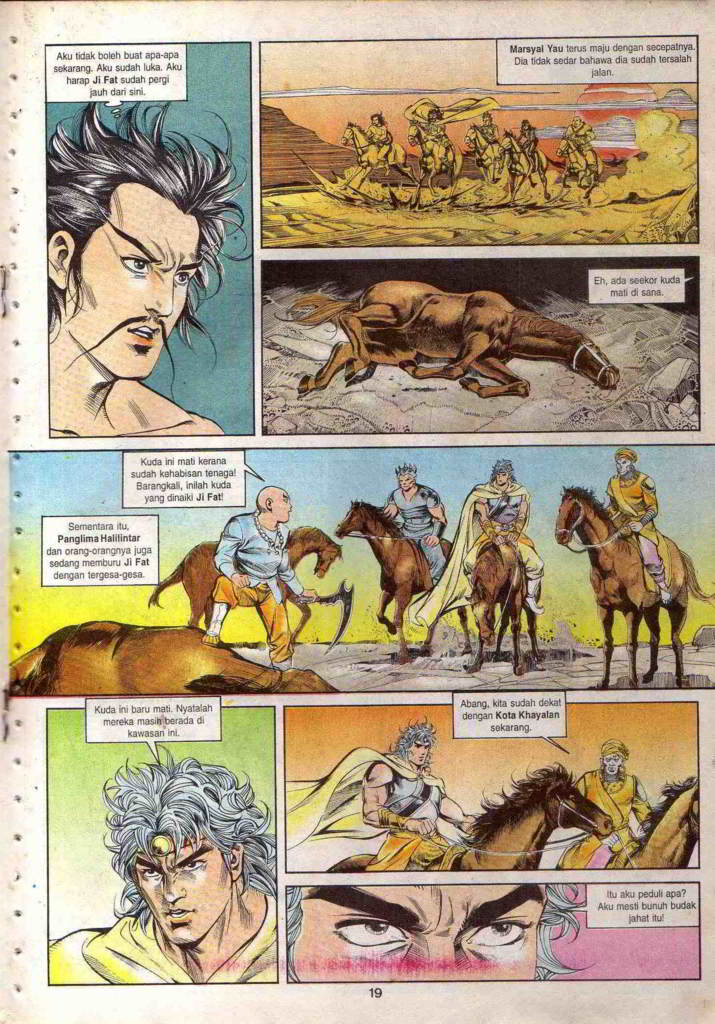 Aku tidak boleh buat apa-apa
sekarang. Aku sudah luka. Aku
harap Ji Fat sudah pergi
jauh dari sini.
Marsyal Yau terus maju dengan secepatnya.
Dia tidak sedar bahawa dia sudah tersalah
jalan.
Eh, ada seekor kuda
mati di sana.
Kuda ini mati kerana
sudah kehabisan tenaga!
Barangkali, inilah kuda
yang dinaiki Ji Fat!
Sementara itu,
Panglima Halilintar
dan orang-orangnya juga
sedang memburu Ji Fat
dengan tergesa-gesa.
Kuda ini baru mati. Nyatalah
mereka masih berada di
kawasan ini.
Abang, kita sudah dekat
dengan Kota Khayalan
sekarang.
Itu aku peduli apa?
Aku mesti bunuh budak
jahat itu!
19